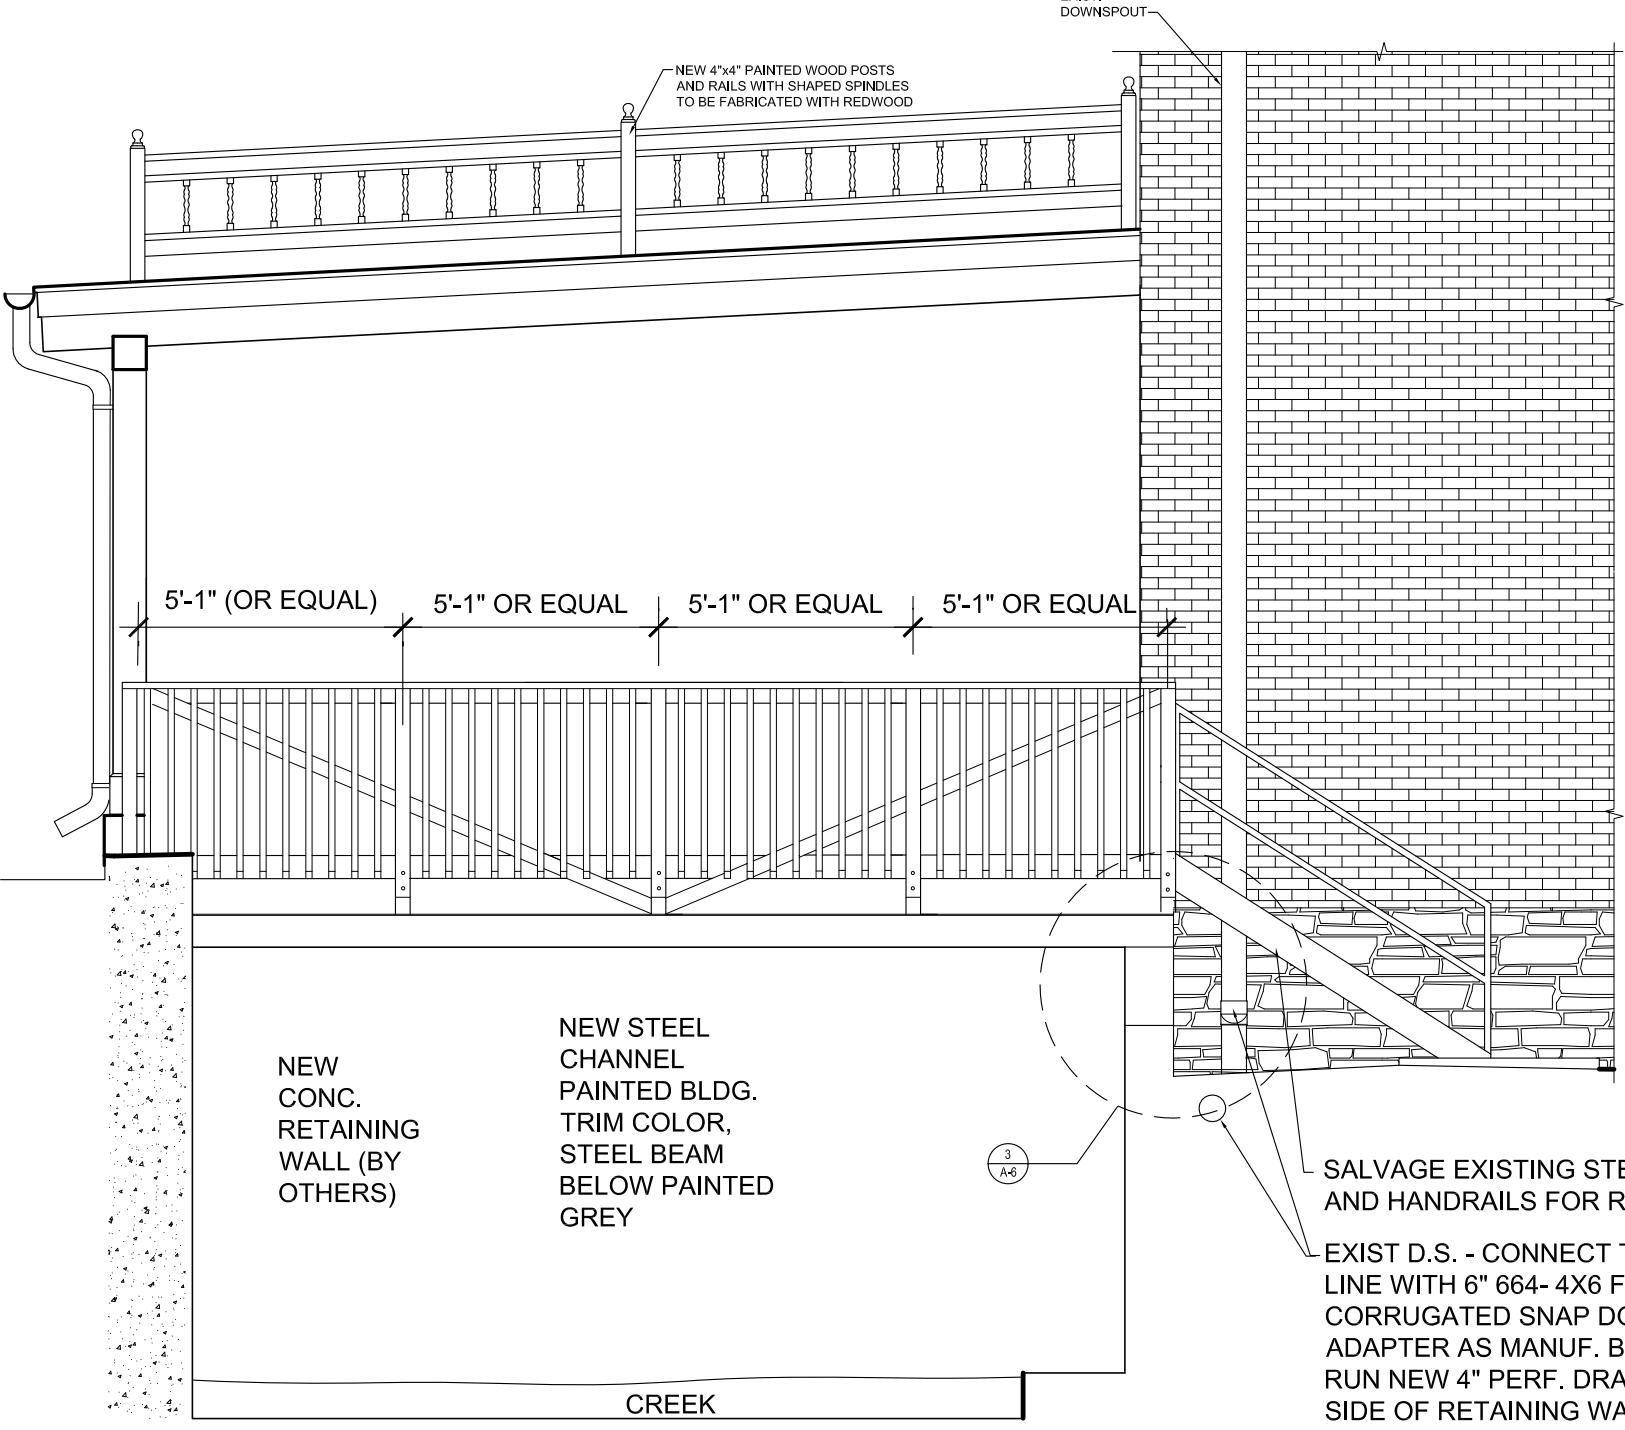 DOWNSPOUT
NEW 4"x4" PAINTED WOOD POSTS
AND RAILS WITH SHAPED SPINDLES
TO BE FABRICATED WITH REDWOOD
5'-1" (OR EQUAL)
5'-1" OR EQUAL
5'-1" OR EQUAL
5'-1" OR EQUAL
NEW
CONC.
RETAINING
WALL (BY
OTHERS)
NEW STEEL
CHANNEL
PAINTED BLDG.
TRIM COLOR,
STEEL BEAM
BELOW PAINTED
GREY
3
A-6
SALVAGE EXISTING
AND HANDRAILS FOR
EXIST D.S. - CONNECT
LINE WITH 6" 664- 4X6
CORRUGATED SNAP
ADAPTER AS MANUF.
RUN NEW 4" PERF.
SIDE OF RETAINING
CREEK